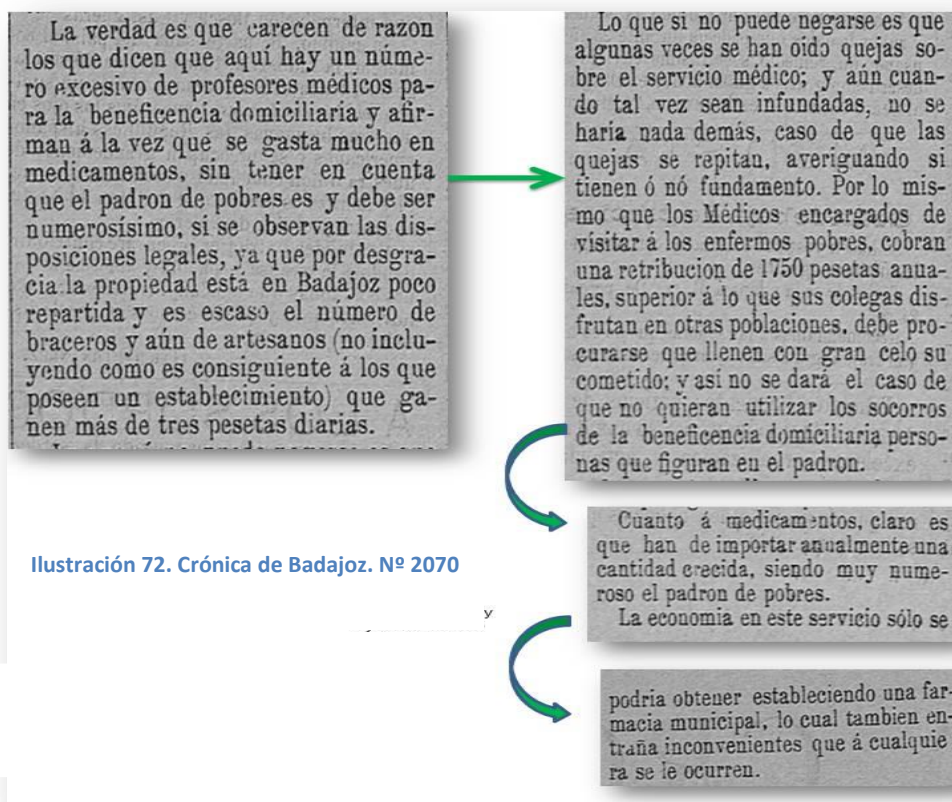 La verdad es que carecen de razon
los que dicen que aquí hay un núme-
ro excesivo de profesores médicos pa-
ra la beneficencia domiciliaria y afir-
man á la vez que se gasta mucho en
medicamentos, sin tener en cuenta
que el padron de pobres es y debe ser
numerosísimo, si se observan las dis-
posiciones legales, ya que por desgra-
cia la propiedad está en Badajoz poco
repartida y es escaso el número de
braceros y aún de artesanos (no inclu-
yendo como es consiguiente á los que
poseen un establecimiento) que ga-
nen más de tres pesetas diarias.
Lo que si no puede negarse es que
algunas veces se han oido quejas so-
bre el servicio médico; y aún cuan-
do tal vez sean infundadas, no se
haria nada demás, caso de que las
quejas se repitan, averiguando si
tienen ó nó fundamento. Por lo mis-
mo que los Médicos encargados de
visitar á los enfermos pobres, cobran
una retribucion de 1750 pesetas anua-
les, superior á lo que sus colegas dis-
frutan en otras poblaciones, debe pro-
curarse que llenen con gran celo su
cometido; y así no se dará el caso de
que no quieran utilizar los socorros
de la beneficencia domiciliaria perso-
nas que figuran en el padron.
Cuanto á medicamentos, claro es
que han de importar anualmente una
cantidad crecida, siendo muy nume-
roso el padron de pobres.
La economia en este servicio sólo se
podria obtener estableciendo una far-
macia municipal, lo cual tambien en-
traña inconvenientes que á cualquie
ra se le ocurren.
Ilustración 72. Crónica de Badajoz. Nº 2070
y